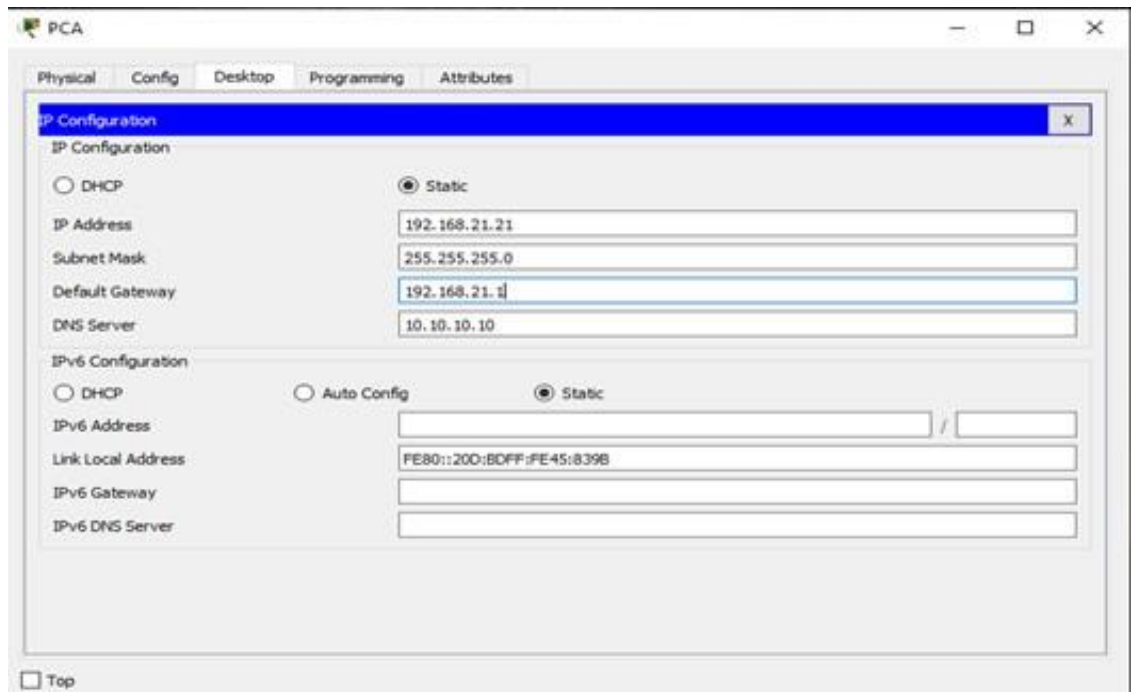 PCA
Physical Config Desktop Programming Attributes
IP Configuration X
IP Configuration
DHCP Static
IP Address 192.168.21.21
Subnet Mask 255.255.255.0
Default Gateway 192.168.21.1
DNS Server 10.10.10.10
IPv6 Configuration
DHCP Auto Config Static
IPv6 Address /
Link Local Address FE80::20D:BDFF:FE45:839B
IPv6 Gateway
IPv6 DNS Server
Top